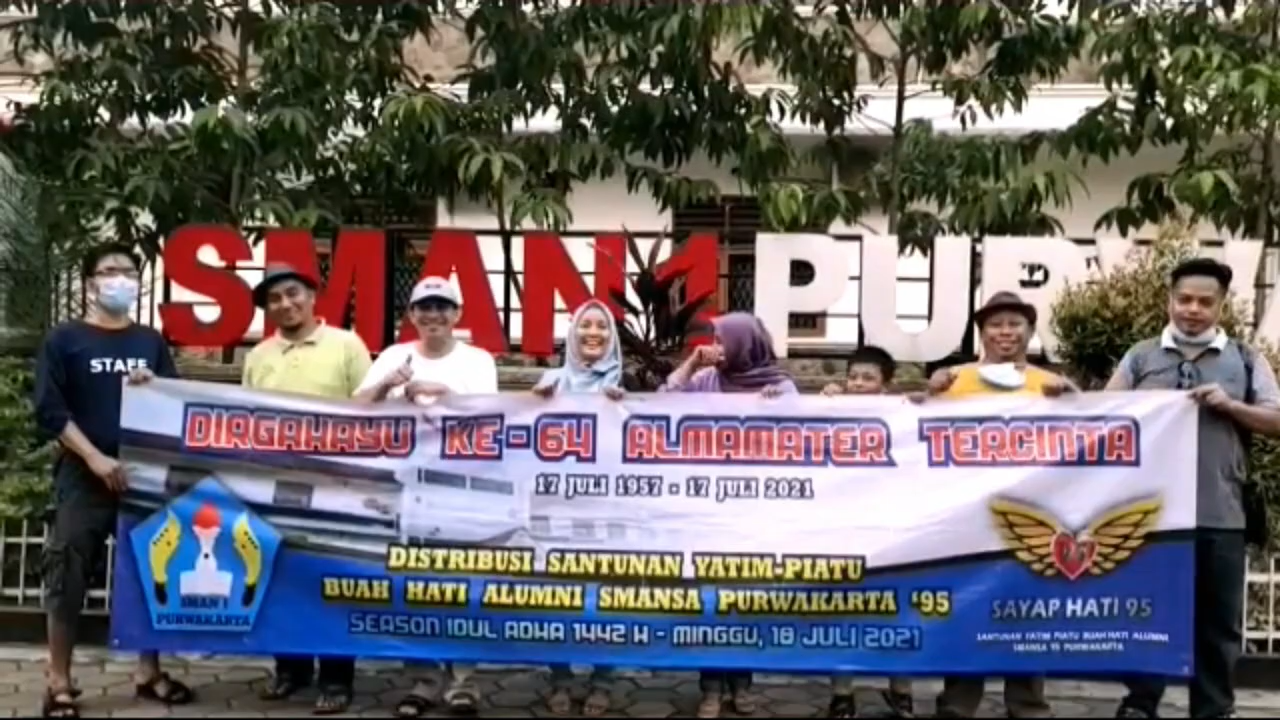 SMAN 1 PURW
STAFF
DIRGAHAYU KE-64 ALMAMATER TERCINTA
17 JULI 1957 - 17 JULI 2021
DISTRIBUSI SANTUNAN YATIM-PIATU
BUAH HATI ALUMNI SMANSA PURWAKARTA '95
SEASON IDUL ADHA 1442 H - MINGGU, 18 JULI 2021
SMAN 1
PURWAKARTA
SAYAP HATI 95
SANTUNAN YATIM PIATU BUAH HATI ALUMNI
SMANSA 95 PURWAKARTA